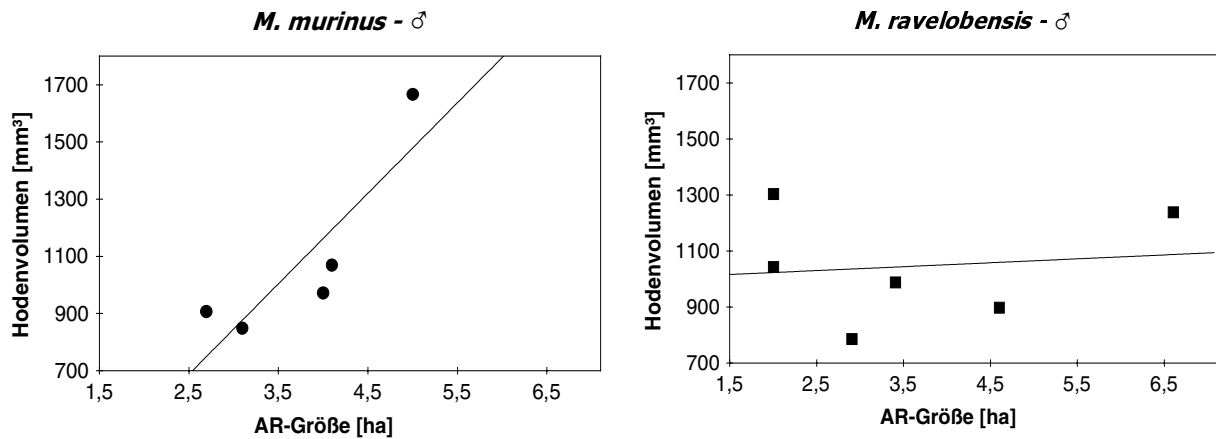 M. murinus - ♂
Hodenvolumen [mm³]
1700
1500
1300
1100
900
700
1,5 2,5 3,5 4,5 5,5 6,5
AR-Größe [ha]
M. ravelobensis - ♂
Hodenvolumen [mm³]
1700
1500
1300
1100
900
700
1,5 2,5 3,5 4,5 5,5 6,5
AR-Größe [ha]